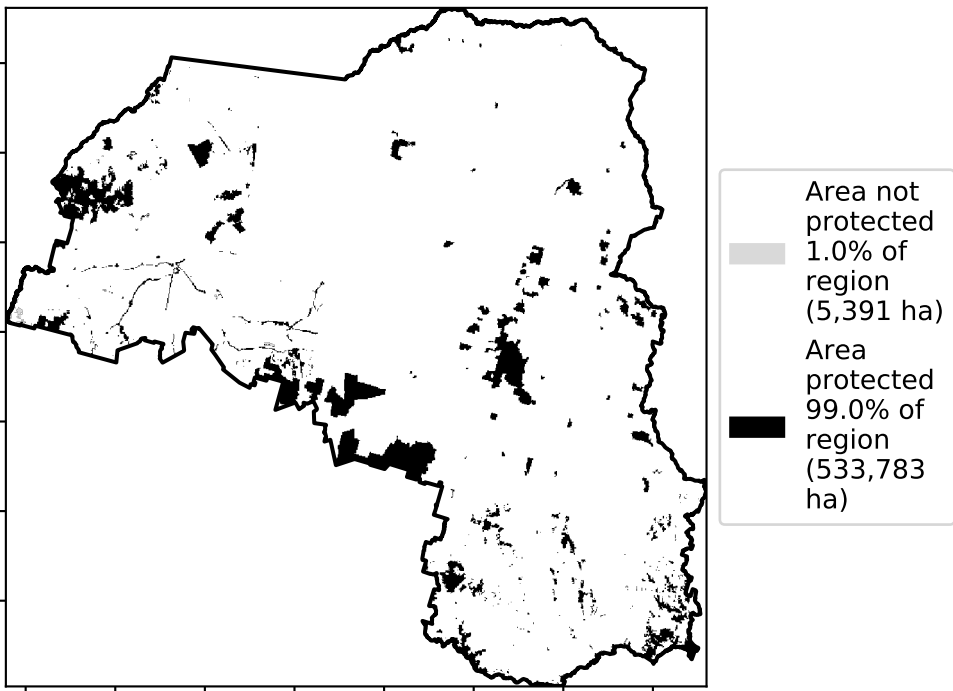 Area not
protected
1.0% of
region
(5,391 ha)
Area
protected
99.0% of
region
(533,783
ha)